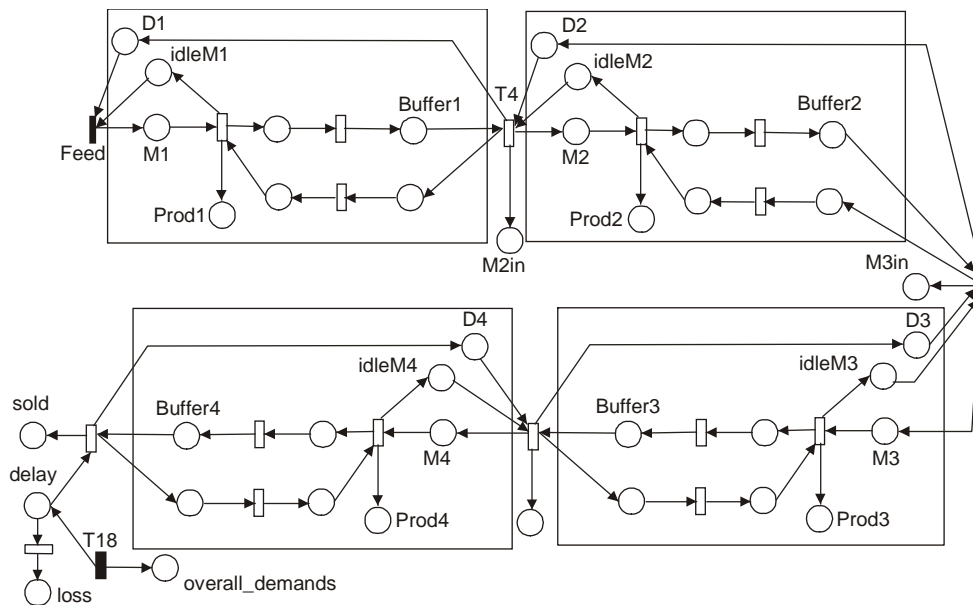 D1
D2
idleM1
idleM2
Buffer1
T4
Buffer2
Feed
M1
M2
Prod1
Prod2
M2in
M3in
D4
D3
idleM4
idleM3
sold
Buffer4
Buffer3
M4
M3
delay
Prod4
Prod3
T18
overall_demands
loss